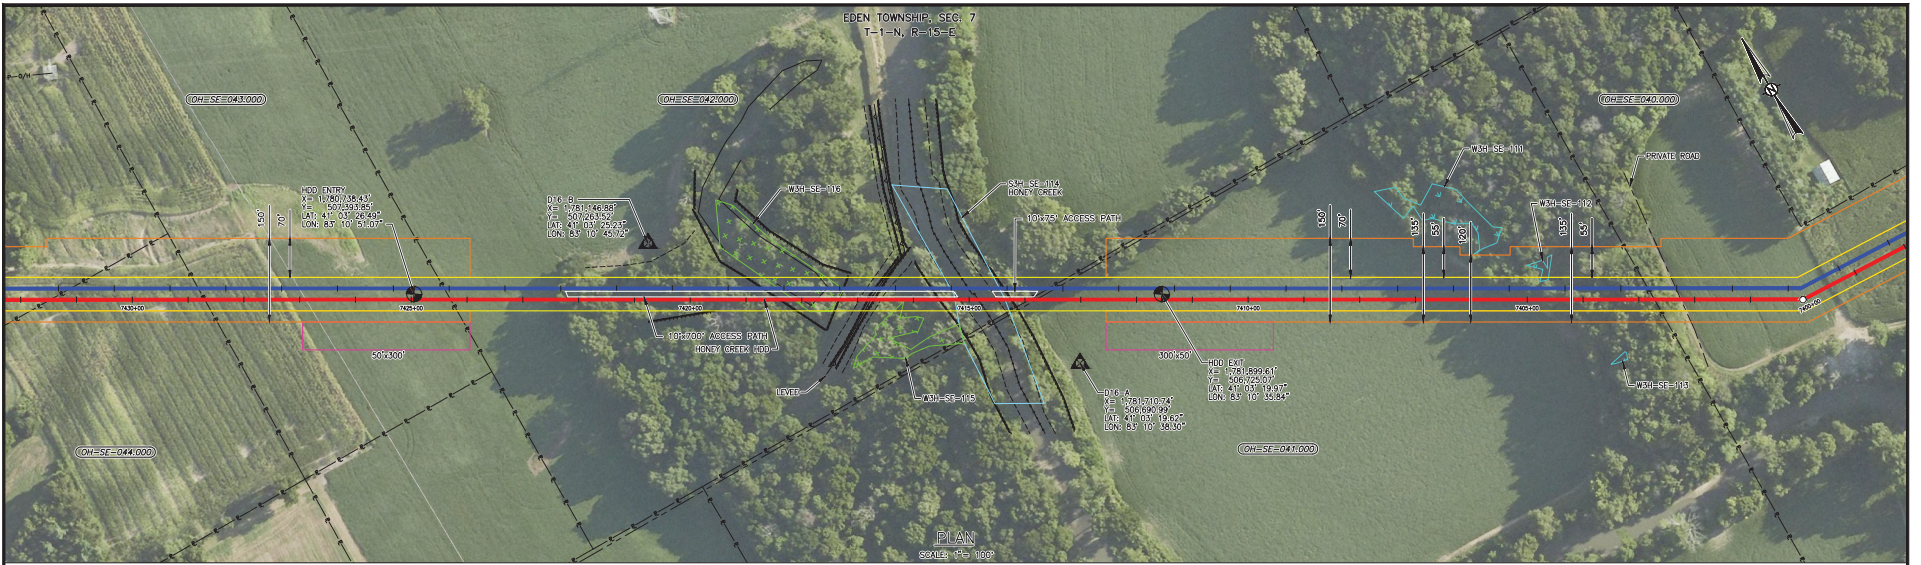 EDEN TOWNSHIP, SEC. 7
T-1-N, R-15-E
P-O/H
OH-SE-043.000
OH-SE-042.000
OH-SE-040.000
W3H-SE-111
PRIVATE ROAD
HDD ENTRY
X= 1,780,738.43'
Y= 507,393.85'
LAT: 41° 03' 26.49"
LON: 83° 10' 51.07"
150'
70'
D16-B
X= 1,781,146.88'
Y= 507,263.52'
LAT: 41° 03' 25.23"
LON: 83° 10' 45.72"
W3H-SE-116
S3H-SE-114
HONEY CREEK
10'x75' ACCESS PATH
150'
70'
135'
55'
120'
W3H-SE-112
135'
55'
7430+00
7425+00
7420+00
7415+00
7410+00
7405+00
7400+00
10'x700' ACCESS PATH
HONEY CREEK HDD
50'x300'
300'x50'
LEVEE
W3H-SE-115
D16-A
X= 1,781,710.74'
Y= 506,690.99'
LAT: 41° 03' 19.62"
LON: 83° 10' 38.30"
HDD EXIT
X= 1,781,899.61'
Y= 506,725.07'
LAT: 41° 03' 19.97"
LON: 83° 10' 35.84"
W3H-SE-113
OH-SE-044.000
OH-SE-041.000
PLAN
SCALE: 1"= 100'